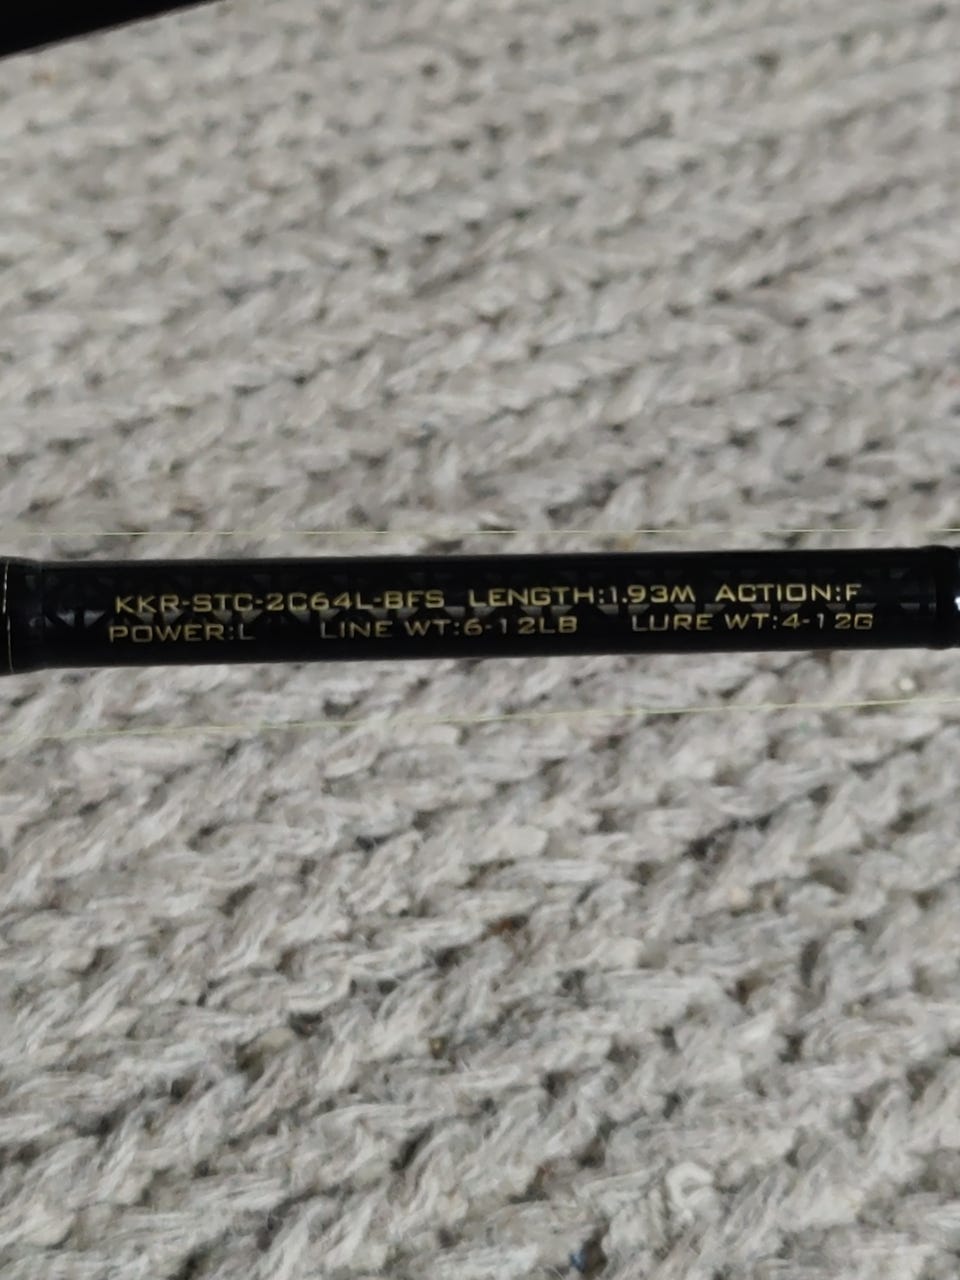 KKR-STC-2C64L-BFS LENGTH:1.93M ACTION:F
POWER:L LINE WT:6-12LB LURE WT:4-12G